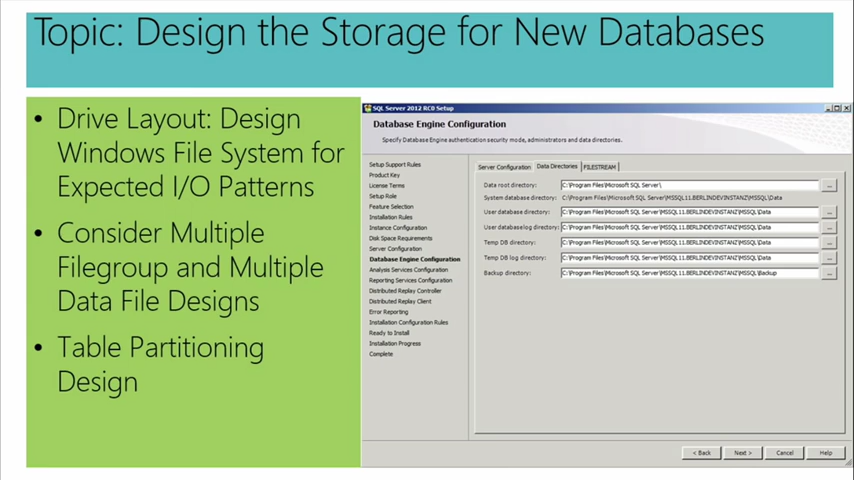 Topic: Design the Storage for New Databases
• Drive Layout: Design
Windows File System for
Expected I/O Patterns
• Consider Multiple
Filegroup and Multiple
Data File Designs
• Table Partitioning
Design
SQL Server 2012 RC0 Setup
Database Engine Configuration
Specify Database Engine authentication security mode, administrators and data directories.
Setup Support Rules
Product Key
License Terms
Setup Role
Feature Selection
Installation Rules
Instance Configuration
Disk Space Requirements
Server Configuration
Database Engine Configuration
Analysis Services Configuration
Reporting Services Configuration
Distributed Replay Controller
Distributed Replay Client
Error Reporting
Installation Configuration Rules
Ready to Install
Installation Progress
Complete
Server Configuration Data Directories FILESTREAM
Data root directory: C:\Program Files\Microsoft SQL Server\ ...
System database directory: C:\Program Files\Microsoft SQL Server\MSSQL11.BERLINDEVINSTANZ\MSSQL\Data
User database directory: C:\Program Files\Microsoft SQL Server\MSSQL11.BERLINDEVINSTANZ\MSSQL\Data ...
User database log directory: C:\Program Files\Microsoft SQL Server\MSSQL11.BERLINDEVINSTANZ\MSSQL\Data ...
Temp DB directory: C:\Program Files\Microsoft SQL Server\MSSQL11.BERLINDEVINSTANZ\MSSQL\Data ...
Temp DB log directory: C:\Program Files\Microsoft SQL Server\MSSQL11.BERLINDEVINSTANZ\MSSQL\Data ...
Backup directory: C:\Program Files\Microsoft SQL Server\MSSQL11.BERLINDEVINSTANZ\MSSQL\Backup ...
< Back Next > Cancel Help